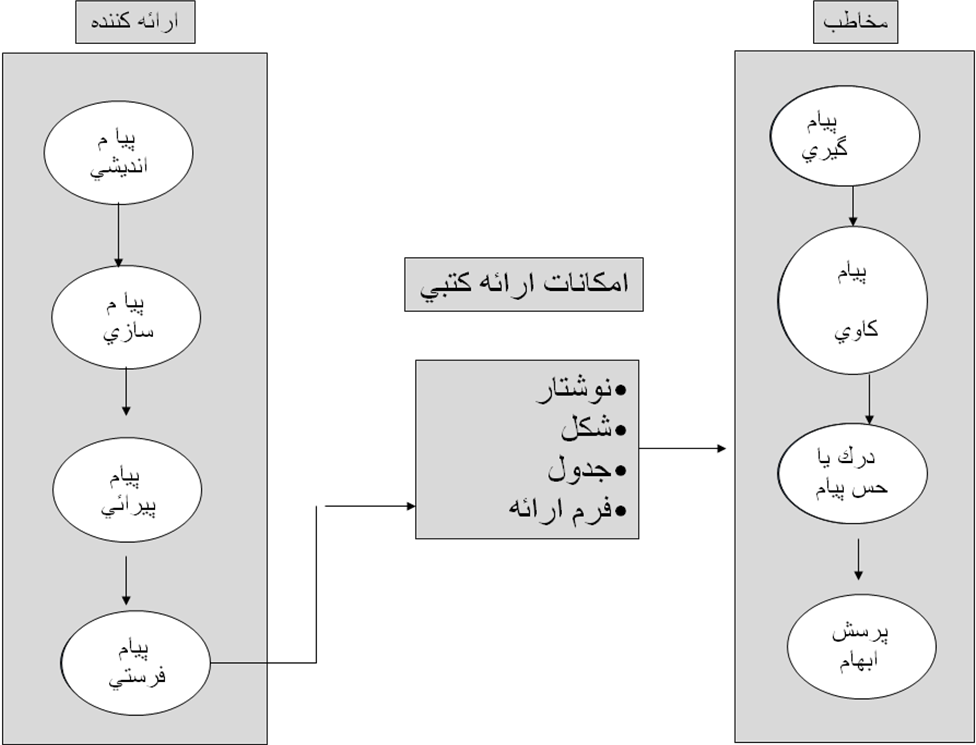 ارائه كننده
پيا م
انديشي
پيا م
سازي
پيام
پيرائي
پيام
فرستي
امكانات ارائه كتبي
•نوشتار
•شكل
•جدول
•فرم ارائه
مخاطب
پيام
گيري
پيام
كاوي
درك يا
حس پيام
پرسش
ابهام